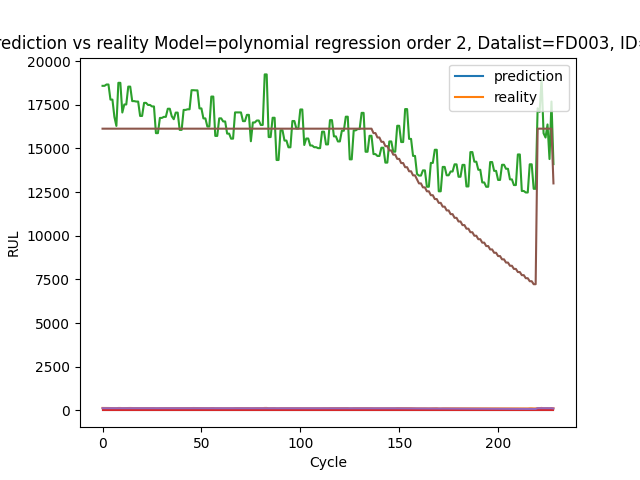 rediction vs reality Model=polynomial regression order 2, Datalist=FD003, ID=
20000
17500
15000
12500
10000
7500
5000
2500
0
RUL
prediction
reality
0 50 100 150 200
Cycle